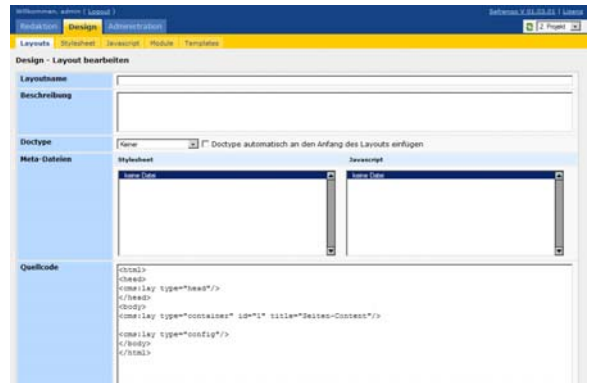 Willkommen, admin ( Logout )
Seitenso V 01.03.01 | Lizenz
Redaktion Design Administration
2. Projekt
Layouts Stylesheet Javascript Module Templates
Design - Layout bearbeiten
Layoutname
Beschreibung
Doctype
Keiner
Doctype automatisch an den Anfang des Layouts einfügen
Meta-Dateien
Stylesheet Javascript
keine Datei keine Datei
Quellcode
<html>
<head>
<cms:lay type="head"/>
</head>
<body>
<cms:lay type="container" id="1" title="Seiten-Content"/>
<cms:lay type="config"/>
</body>
</html>